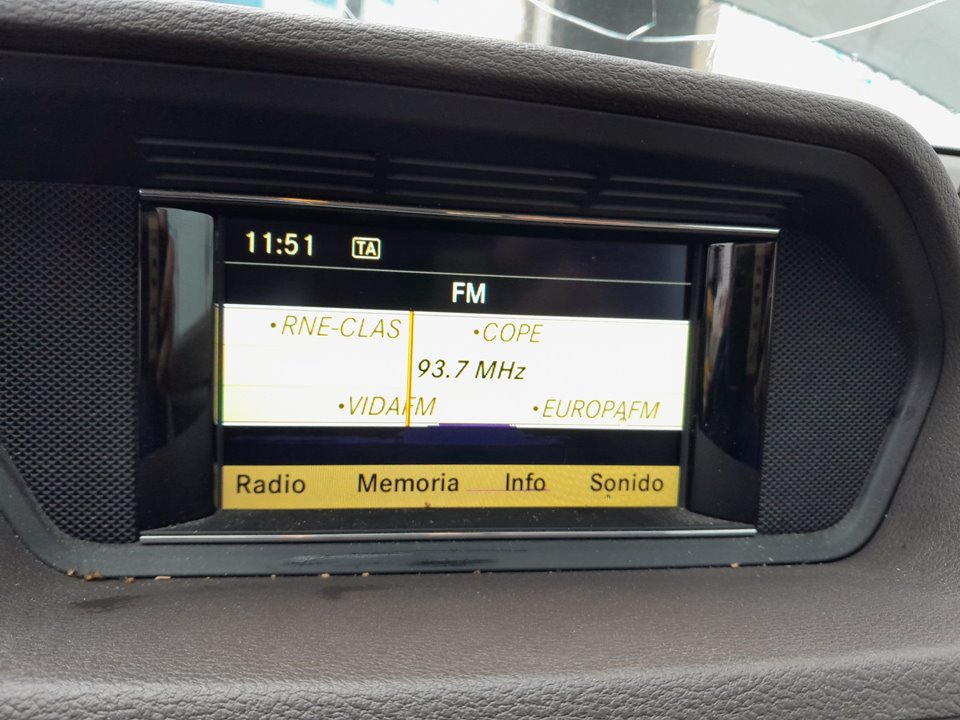 11:51 TA
FM
•RNE-CLAS •COPE
93.7 MHz
•VIDAFM •EUROPAFM
Radio Memoria Info Sonido